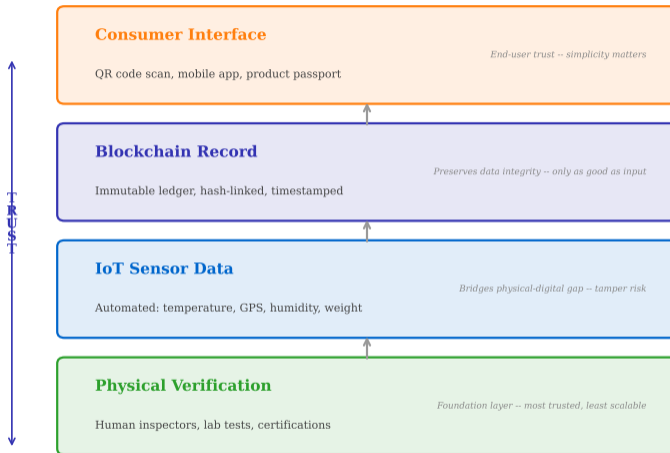 Consumer Interface
End-user trust -- simplicity matters
QR code scan, mobile app, product passport
Blockchain Record
Preserves data integrity -- only as good as input
Immutable ledger, hash-linked, timestamped
IoT Sensor Data
Bridges physical-digital gap -- tamper risk
Automated: temperature, GPS, humidity, weight
Physical Verification
Foundation layer -- most trusted, least scalable
Human inspectors, lab tests, certifications